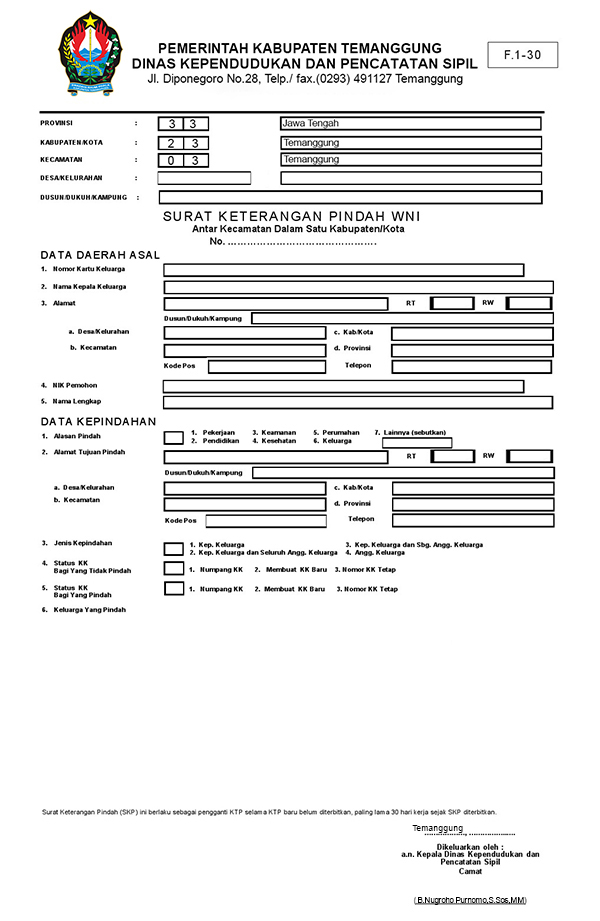 PEMERINTAH KABUPATEN TEMANGGUNG
DINAS KEPENDUDUKAN DAN PENCATATAN SIPIL
Jl. Diponegoro No.28, Telp./ fax.(0293) 491127 Temanggung
F.1-30
PROVINSI : 3 3 Jawa Tengah
KABUPATEN/KOTA : 2 3 Temanggung
KECAMATAN : 0 3 Temanggung
DESA/KELURAHAN :
DUSUN/DUKUH/KAMPUNG :
SURAT KETERANGAN PINDAH WNI
Antar Kecamatan Dalam Satu Kabupaten/Kota
No. ................................................
DATA DAERAH ASAL
1. Nomor Kartu Keluarga
2. Nama Kepala Keluarga
3. Alamat RT RW
Dusun/Dukuh/Kampung
a. Desa/Kelurahan c. Kab/Kota
b. Kecamatan d. Provinsi
Kode Pos Telepon
4. NIK Pemohon
5. Nama Lengkap
DATA KEPINDAHAN
1. Alasan Pindah 1. Pekerjaan 3. Keamanan 5. Perumahan 7. Lainnya (sebutkan)
2. Pendidikan 4. Kesehatan 6. Keluarga
2. Alamat Tujuan Pindah RT RW
Dusun/Dukuh/Kampung
a. Desa/Kelurahan c. Kab/Kota
b. Kecamatan d. Provinsi
Kode Pos Telepon
3. Jenis Kepindahan 1. Kep. Keluarga 3. Kep. Keluarga dan Sbg. Angg. Keluarga
2. Kep. Keluarga dan Seluruh Angg. Keluarga 4. Angg. Keluarga
4. Status KK 1. Numpang KK 2. Membuat KK Baru 3. Nomor KK Tetap
Bagi Yang Tidak Pindah
5. Status KK 1. Numpang KK 2. Membuat KK Baru 3. Nomor KK Tetap
Bagi Yang Pindah
6. Keluarga Yang Pindah
Surat Keterangan Pindah (SKP) ini berlaku sebagai pengganti KTP selama KTP baru belum diterbitkan, paling lama 30 hari kerja sejak SKP diterbitkan.
Temanggung, ....................
Dikeluarkan oleh :
a.n. Kepala Dinas Kependudukan dan
Pencatatan Sipil
Camat
( B.Nugroho Purnomo,S.Sos,MM)